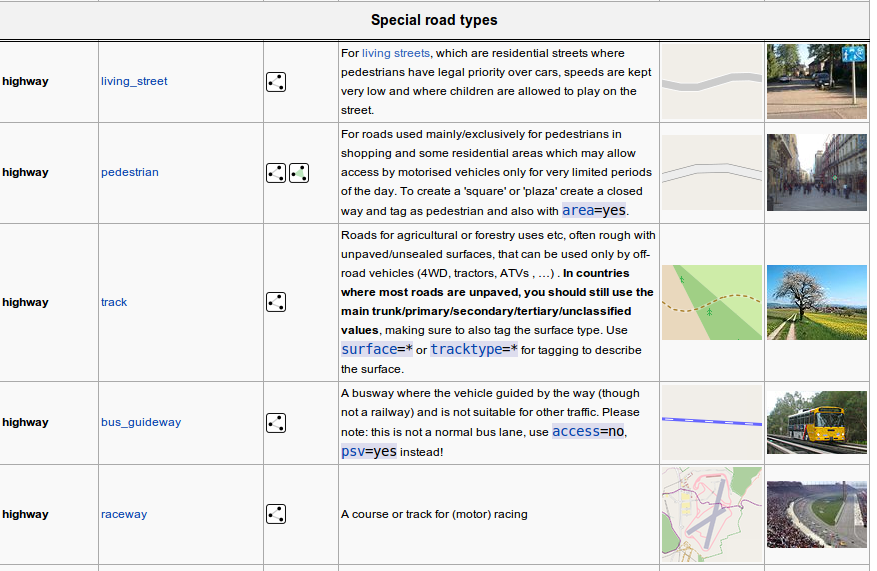 Special road types
highway
living_street
For living streets, which are residential streets where
pedestrians have legal priority over cars, speeds are kept
very low and where children are allowed to play on the
street.
highway
pedestrian
For roads used mainly/exclusively for pedestrians in
shopping and some residential areas which may allow
access by motorised vehicles only for very limited periods
of the day. To create a 'square' or 'plaza' create a closed
way and tag as pedestrian and also with area=yes.
highway
track
Roads for agricultural or forestry uses etc, often rough with
unpaved/unsealed surfaces, that can be used only by off-
road vehicles (4WD, tractors, ATVs , ...) . In countries
where most roads are unpaved, you should still use the
main trunk/primary/secondary/tertiary/unclassified
values, making sure to also tag the surface type. Use
surface=* or tracktype=* for tagging to describe
the surface.
highway
bus_guideway
A busway where the vehicle guided by the way (though
not a railway) and is not suitable for other traffic. Please
note: this is not a normal bus lane, use access=no,
psv=yes instead!
highway
raceway
A course or track for (motor) racing